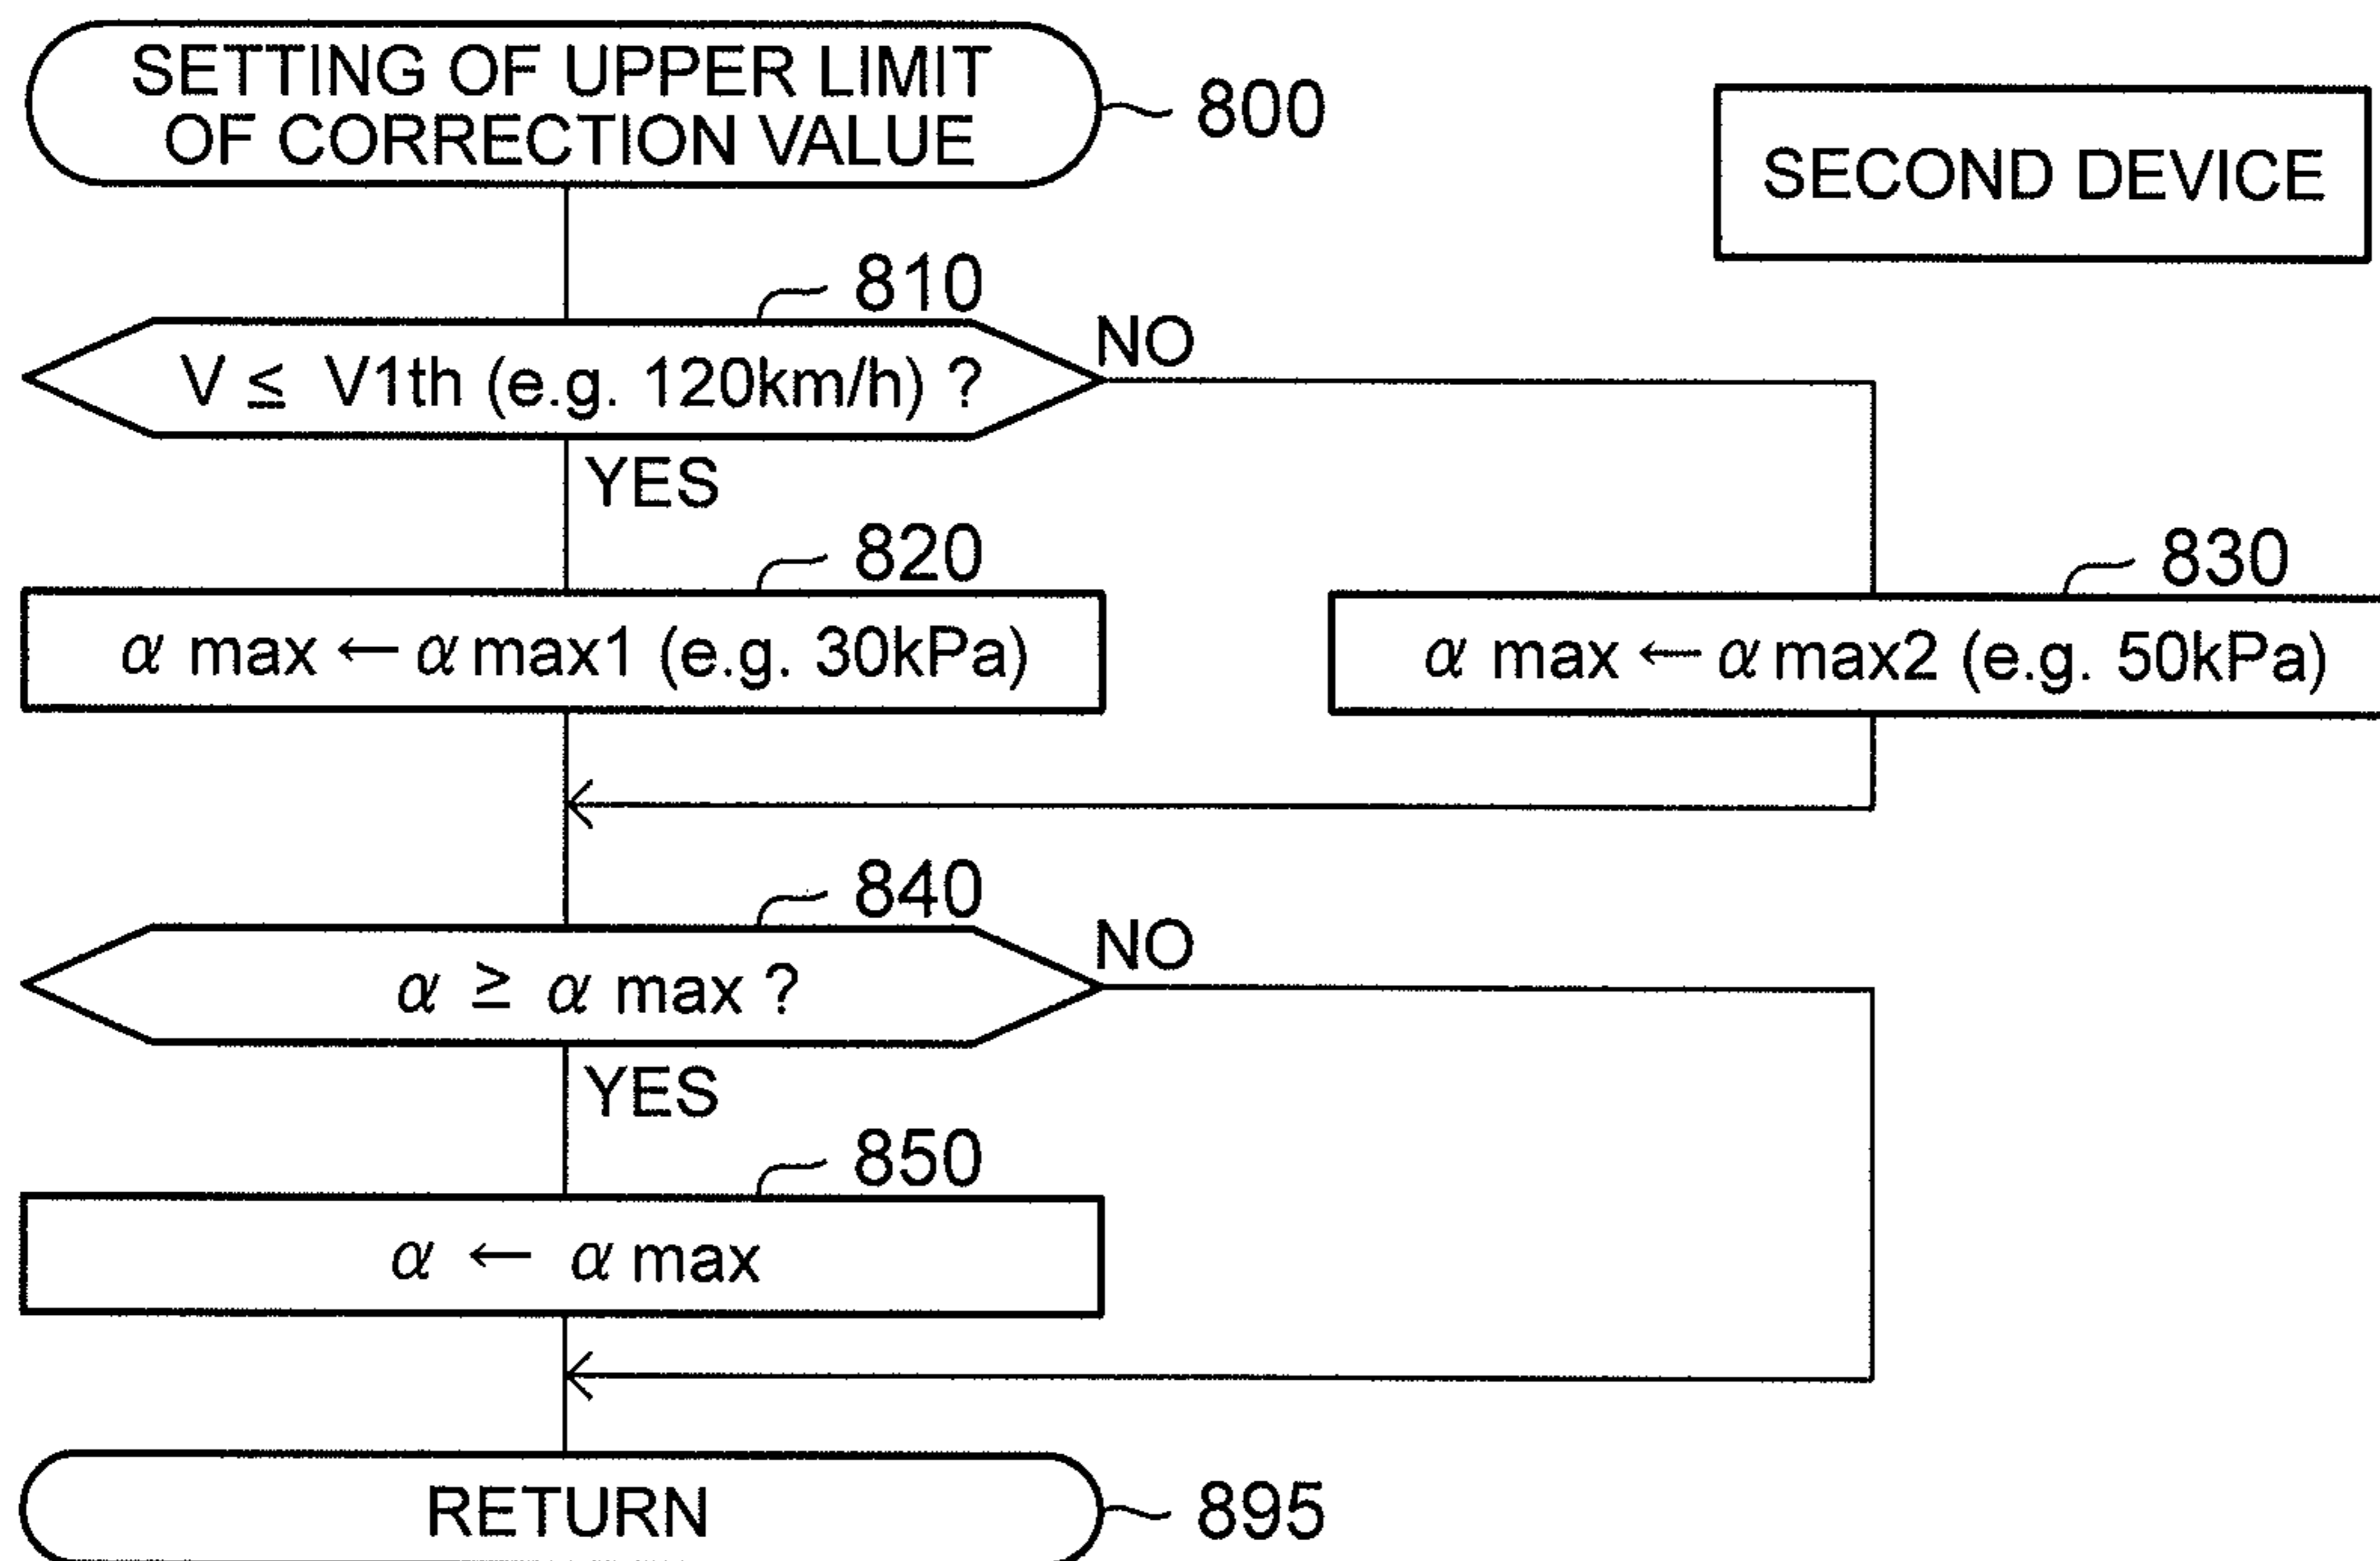 SETTING OF UPPER LIMIT
OF CORRECTION VALUE
800
SECOND DEVICE
810
V ≤ V1th (e.g. 120km/h) ?
NO
YES
820
α max ← α max1 (e.g. 30kPa)
830
α max ← α max2 (e.g. 50kPa)
840
α ≥ α max ?
NO
YES
850
α ← α max
RETURN
895